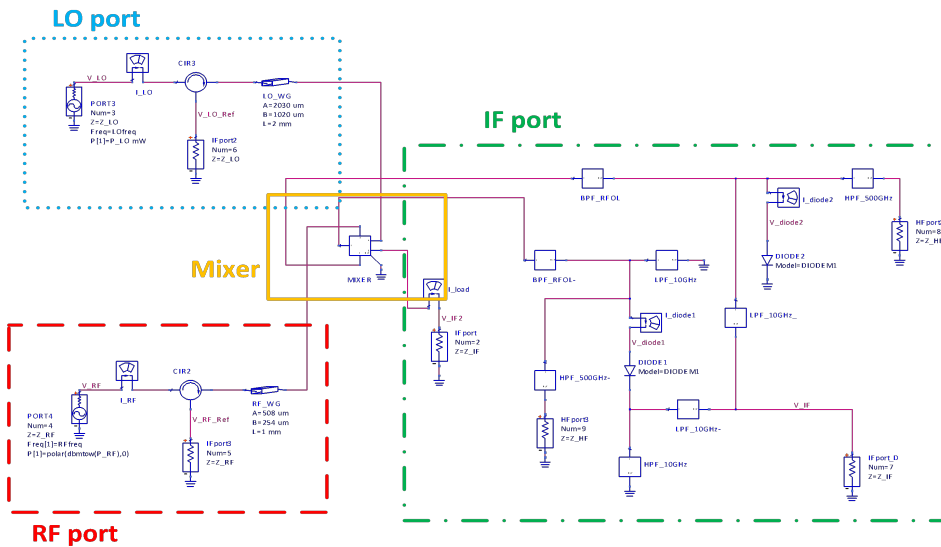 LO port
V_LO
I_LO
CIR3
PORT3
Num=3
Z=Z_LO
Freq=LOfreq
P[1]=P_LO mW
V_LO_Ref
LO_WG
A=2030 um
B=1020 um
L=2 mm
IFport2
Num=6
Z=Z_LO
IF port
BPF_RFOL
I_diode2
HPF_500GHz
V_diode2
HFport2
Num=8
Z=Z_HF
DIODE2
Model=DIODEM1
Mixer
MIXER
BPF_RFOL-
LPF_10GHz
I_load
V_IF2
IFport
Num=2
Z=Z_IF
I_diode1
V_diode1
LPF_10GHz_
DIODE1
Model=DIODEM1
HPF_500GHz-
HFport3
Num=9
Z=Z_HF
LPF_10GHz-
V_IF
HPF_10GHz
IFport_D
Num=7
Z=Z_IF
V_RF
I_RF
CIR2
PORT4
Num=4
Z=Z_RF
Freq[1]=RFfreq
P[1]=polar(dbmtow(P_RF),0)
V_RF_Ref
RF_WG
A=508 um
B=254 um
L=1 mm
IFport3
Num=5
Z=Z_RF
RF port